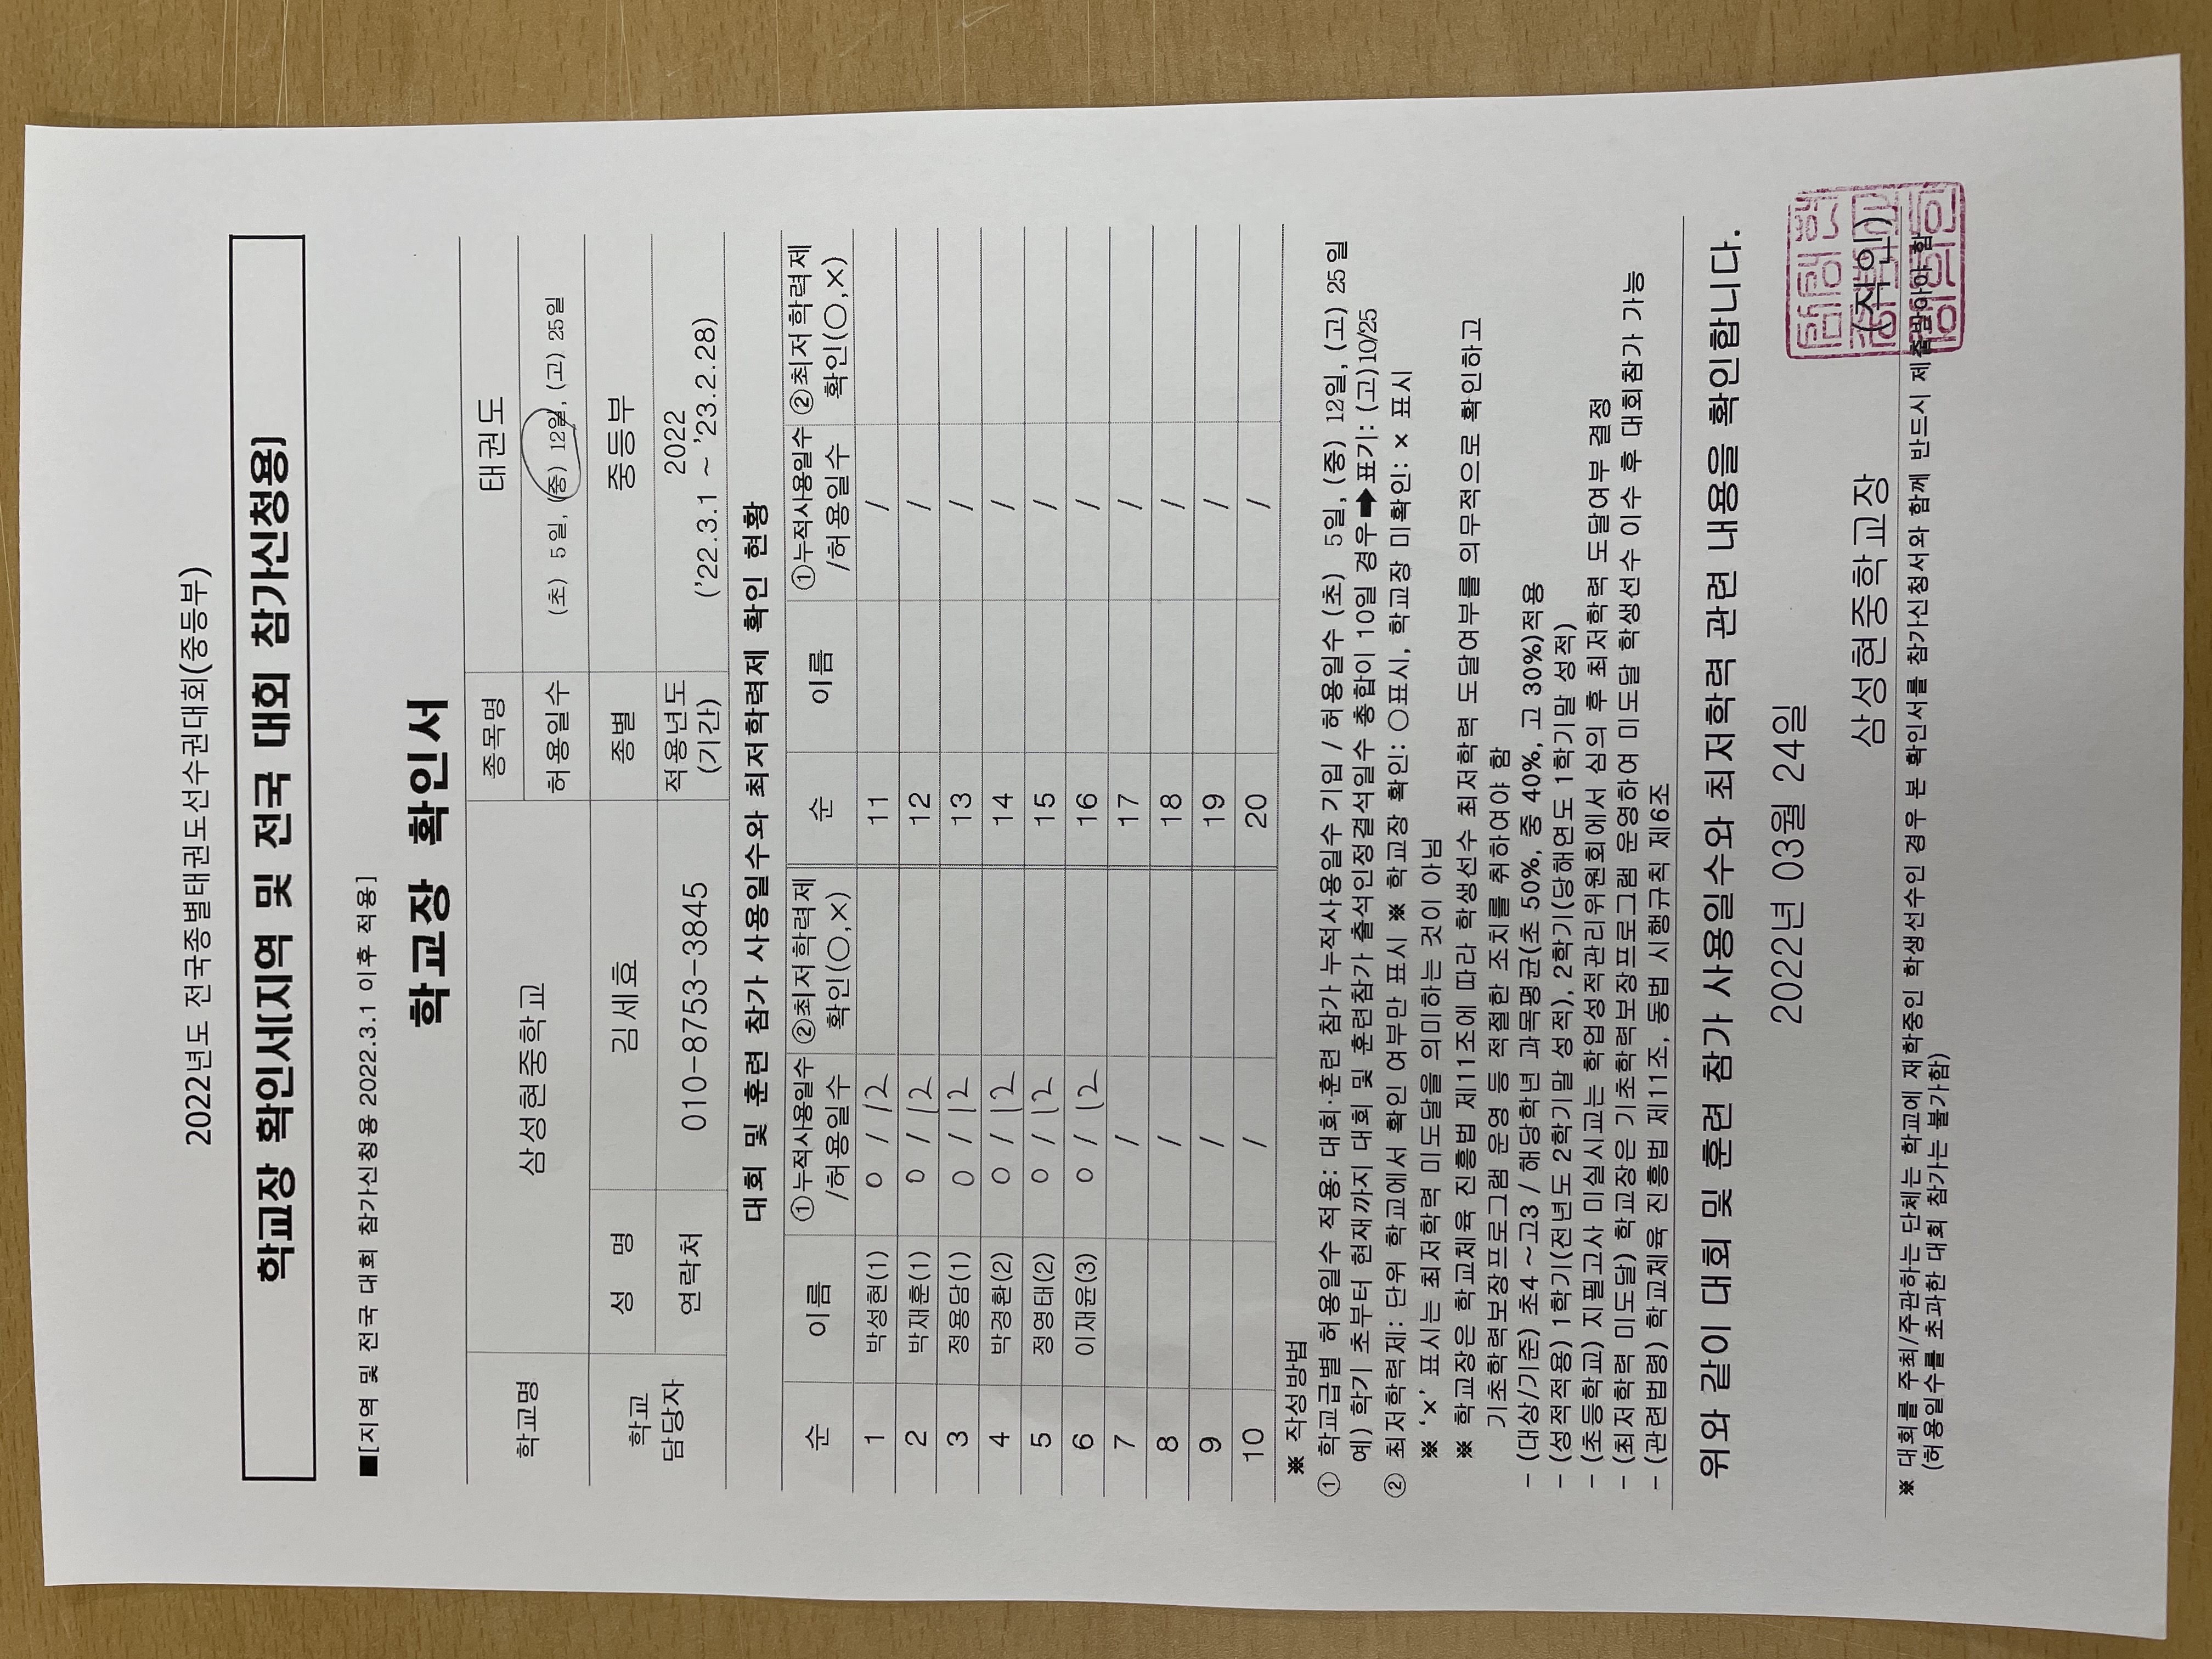 2022년도 전국종별태권도선수권대회(중등부)
학교장 확인서[지역 및 전국 대회 참가신청용]
■[지역 및 전국 대회 참가신청용 2022.3.1 이후 적용]
학교장 확인서
학교명 삼성현중학교 종목명 태권도
허용일수 (초) 5일, (중) 12일, (고) 25일
학교 담당자 성 명 김세효 종별 중등부
연락처 010-8753-3845 적용년도 (기간) 2022 ('22.3.1 ~ '23.2.28)
대회 및 훈련 참가 사용일수와 최저학력제 확인 현황
순 이름 ①누적사용일수 /허용일수 ②최저학력제 확인(○,×) 순 이름 ①누적사용일수 /허용일수 ②최저학력제 확인(○,×)
1 박성현(1) 0 / 12 11 /
2 박재훈(1) 0 / 12 12 /
3 정용담(1) 0 / 12 13 /
4 박경환(2) 0 / 12 14 /
5 정영태(2) 0 / 12 15 /
6 이재윤(3) 0 / 12 16 /
7 / 17 /
8 / 18 /
9 / 19 /
10 / 20 /
※ 작성방법
① 학교급별 허용일수 적용: 대회·훈련 참가 누적사용일수 기입 / 허용일수 (초) 5일, (중) 12일, (고) 25일
예) 학기 초부터 현재까지 대회 및 훈련참가 출석인정결석일수 총합이 10일 경우➡표기: (고)10/25
② 최저학력제: 단위 학교에서 확인 여부만 표시 ※ 학교장 확인: ○표시, 학교장 미확인: × 표시
※ '×' 표시는 최저학력 미도달을 의미하는 것이 아님
※ 학교장은 학교체육 진흥법 제11조에 따라 학생선수 최저학력 도달여부를 의무적으로 확인하고
기초학력보장프로그램 운영 등 적절한 조치를 취하여야 함
- (대상/기준) 초4 ~고3 / 해당학년 과목평균(초 50%, 중 40%, 고 30%)적용
- (성적적용) 1학기(전년도 2학기말 성적), 2학기(당해연도 1학기말 성적)
- (초등학교) 지필고사 미실시교는 학업성적관리위원회에서 심의 후 최저학력 도달여부 결정
- (최저학력 미도달) 학교장은 기초학력보장프로그램 운영하여 미도달 학생선수 이수 후 대회참가 가능
- (관련법령) 학교체육 진흥법 제11조, 동법 시행규칙 제6조
위와 같이 대회 및 훈련 참가 사용일수와 최저학력 관련 내용을 확인합니다.
2022년 03월 24일
삼성현중학교장 (직인)
※ 대회를 주최/주관하는 단체는 학교에 재학중인 학생선수인 경우 본 확인서를 참가신청서와 함께 반드시 제출받아야 함
(허용일수를 초과한 대회 참가는 불가함)